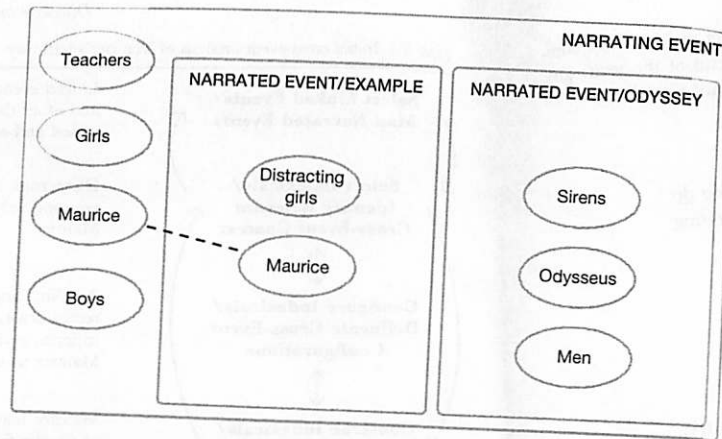 NARRATING EVENT
Teachers
Girls
Maurice
Boys
NARRATED EVENT/EXAMPLE
Distracting
girls
Maurice
NARRATED EVENT/ODYSSEY
Sirens
Odysseus
Men